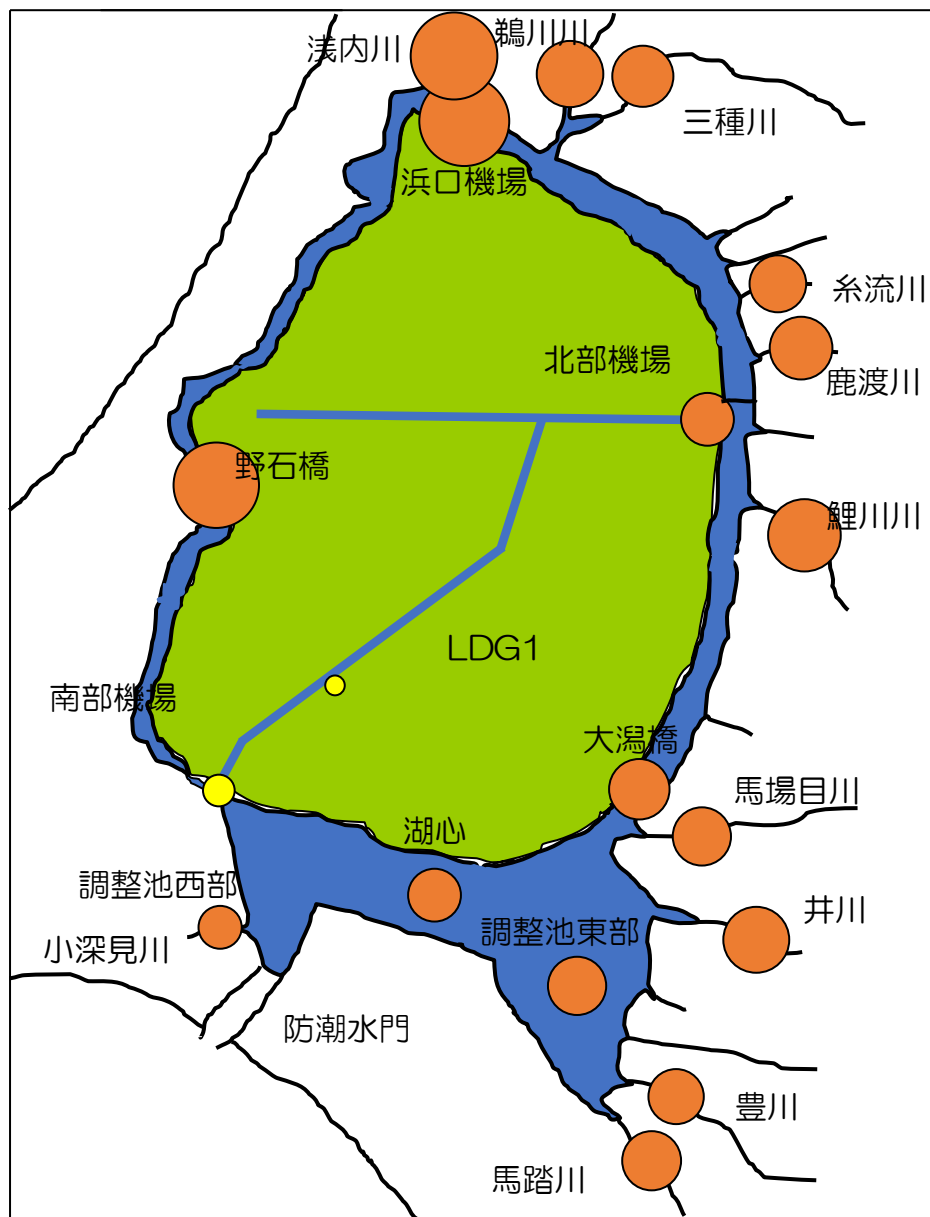 浅内川
鵜川川
三種川
浜口機場
糸流川
北部機場
鹿渡川
野石橋
鯉川川
LDG1
南部機場
大潟橋
馬場目川
湖心
調整池西部
井川
調整池東部
小深見川
防潮水門
豊川
馬踏川